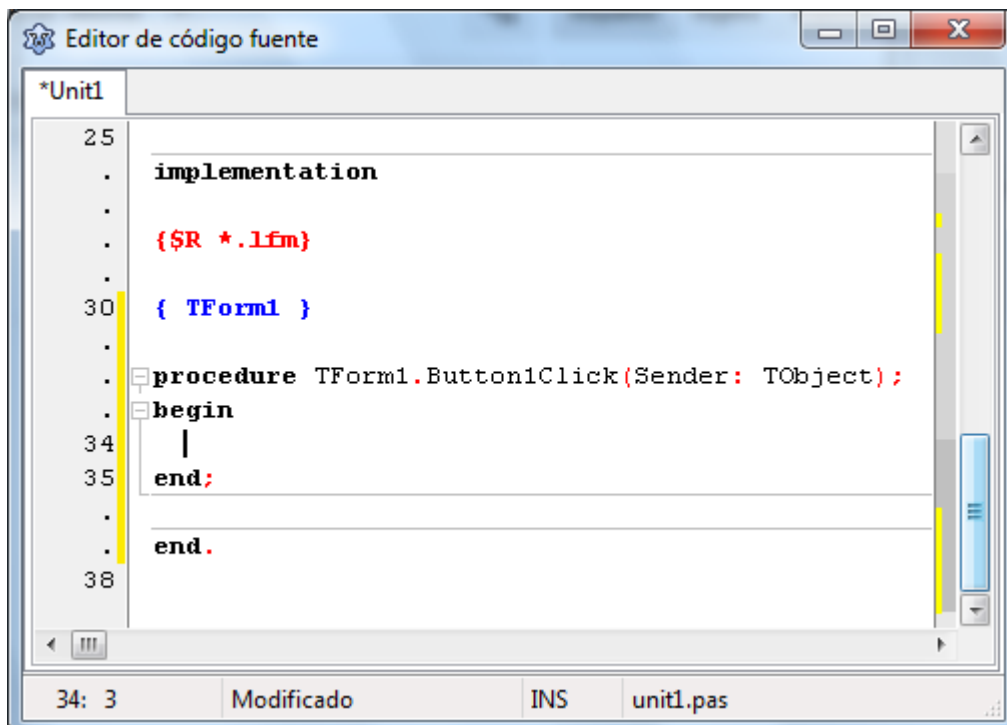 Editor de código fuente
*Unit1
25
. implementation
.
. {$R *.lfm}
.
30 { TForm1 }
.
. procedure TForm1.Button1Click(Sender: TObject);
. begin
34
35 end;
.
. end.
38
34: 3 Modificado INS unit1.pas